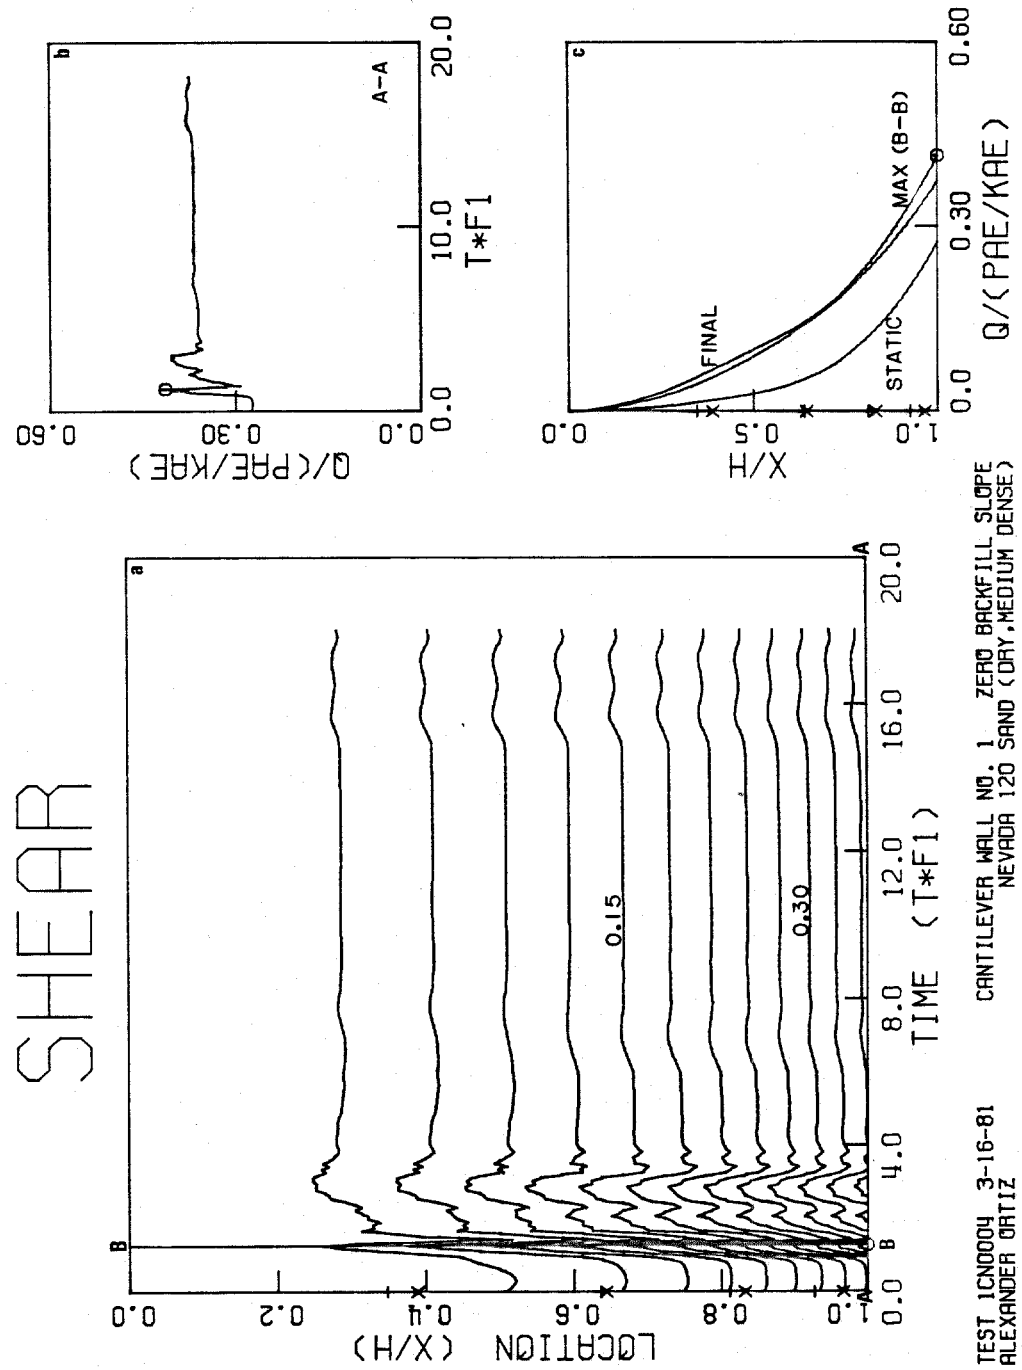 SHEAR
a
B
B
A
A
0.0
0.2
0.4
0.6
0.8
1.0
LOCATION (X/H)
0.15
0.30
0.0
4.0
8.0
12.0
16.0
20.0
TIME (T*F1)
b
A-A
0.60
0.30
0.0
Q/(PAE/KAE)
0.0
10.0
20.0
T*F1
c
FINAL
STATIC
MAX (B-B)
0.0
0.5
1.0
X/H
0.0
0.30
0.60
Q/(PAE/KAE)
TEST 1CN0004 3-16-81 CANTILEVER WALL NO. 1 ZERO BACKFILL SLOPE
ALEXANDER ORTIZ NEVADA 120 SAND (DRY,MEDIUM DENSE)